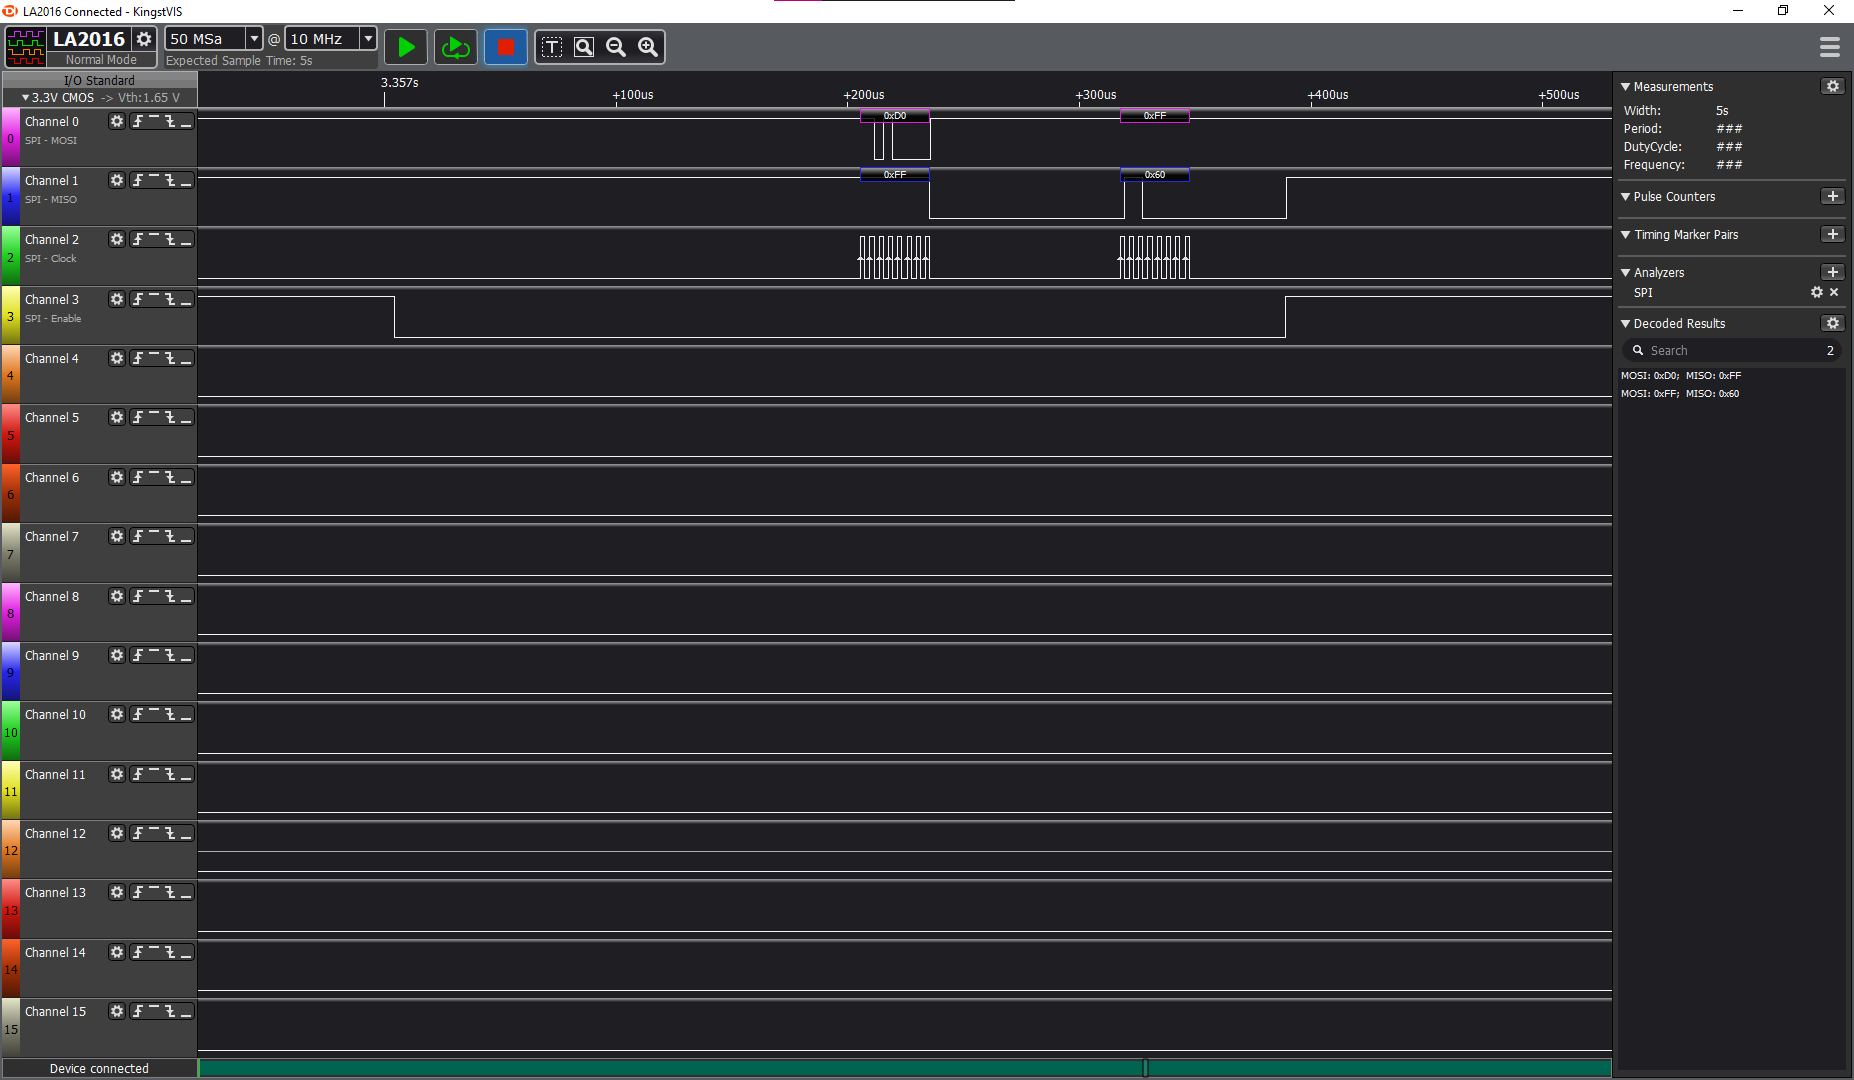 LA2016 Connected - KingstVIS
LA2016
Normal Mode
50 MSa @ 10 MHz
Expected Sample Time: 5s
I/O Standard
3.3V CMOS -> Vth:1.65 V
3.357s
+100us +200us +300us +400us +500us
0 Channel 0
SPI - MOSI
0xD0 0xFF
1 Channel 1
SPI - MISO
0xFF 0x60
2 Channel 2
SPI - Clock
3 Channel 3
SPI - Enable
4 Channel 4
5 Channel 5
6 Channel 6
7 Channel 7
8 Channel 8
9 Channel 9
10 Channel 10
11 Channel 11
12 Channel 12
13 Channel 13
14 Channel 14
15 Channel 15
Device connected
Measurements
Width: 5s
Period: ###
DutyCycle: ###
Frequency: ###
Pulse Counters
Timing Marker Pairs
Analyzers
SPI
Decoded Results
Search 2
MOSI: 0xD0; MISO: 0xFF
MOSI: 0xFF; MISO: 0x60